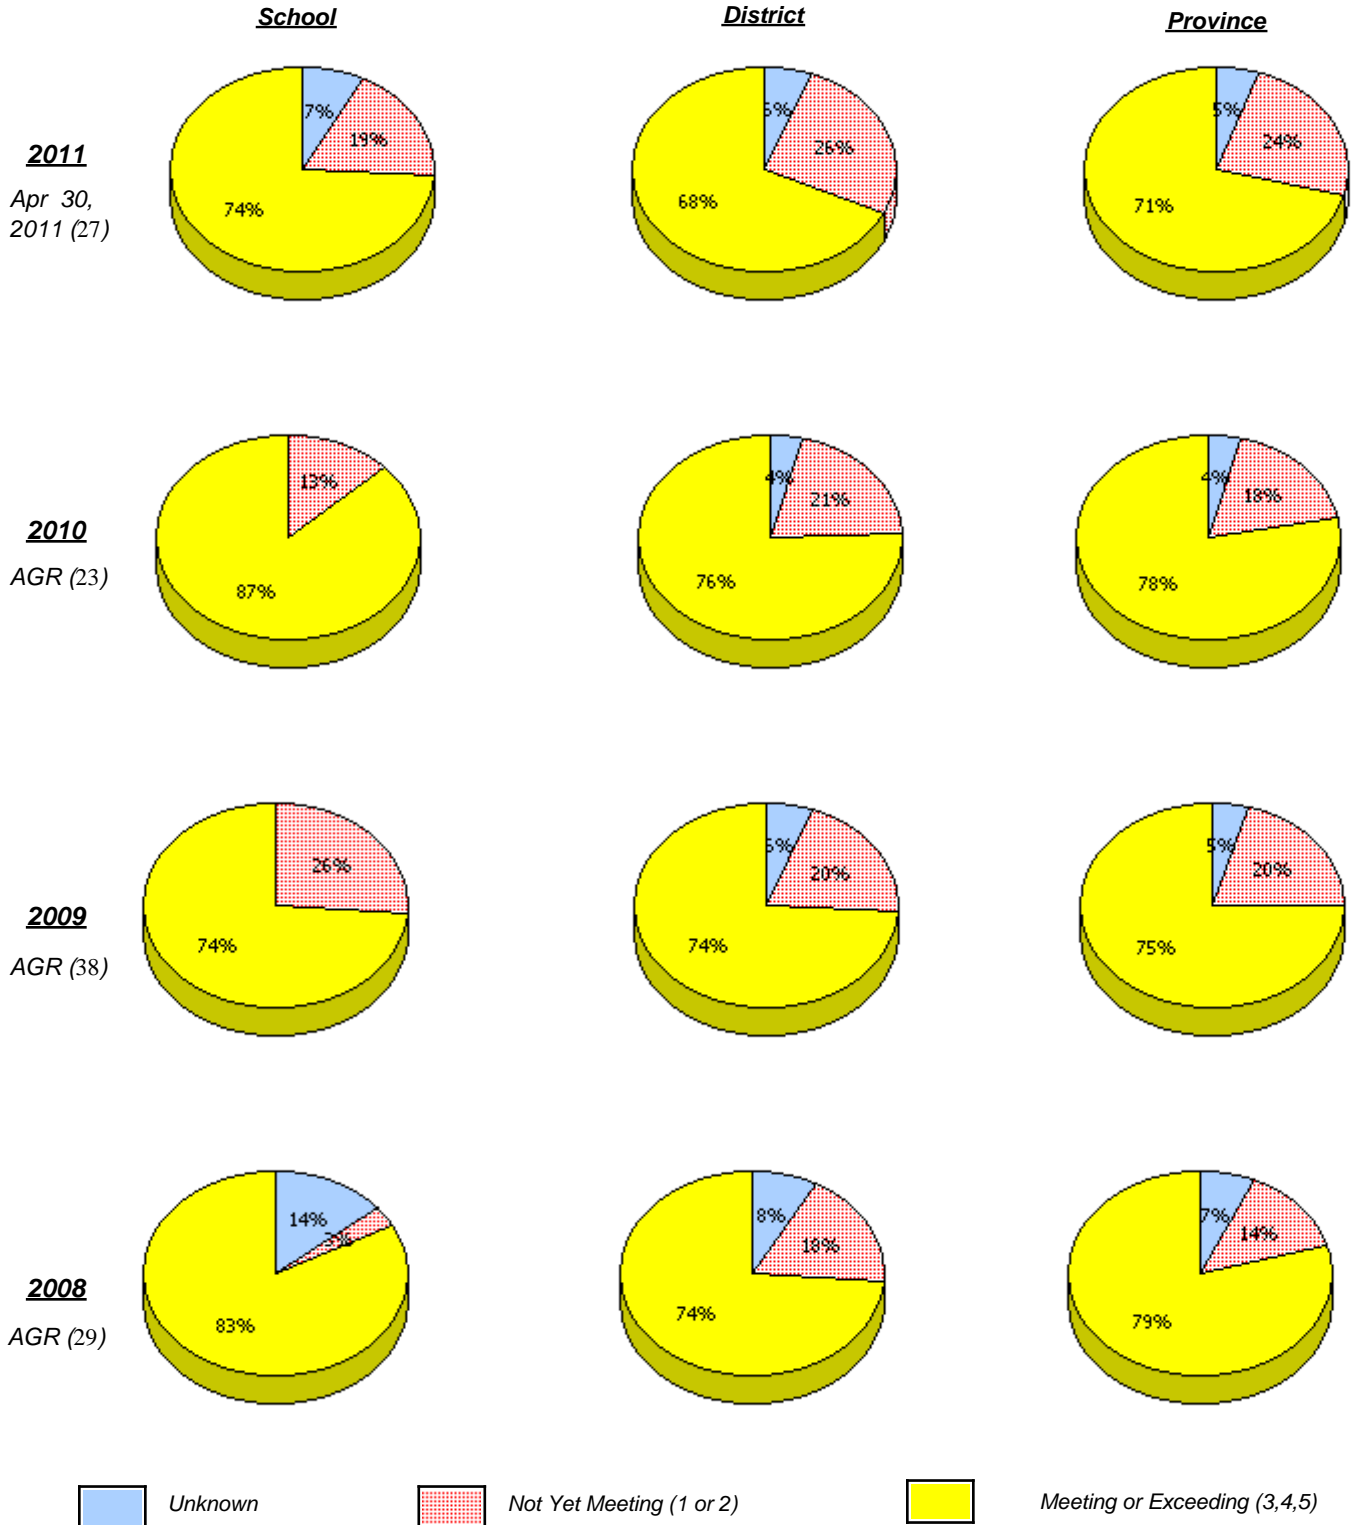 School District Province
7% 5% 
19% 26% 24%
2011
Apr 30,
2011 (27)
74% 68% 71%
4% 4%
13% 21% 18%
2010
AGR (23)
87% 76% 78%
5%
26% 20% 20%
2009
AGR (38)
74% 74% 75%
14% 8% 7%
3% 18% 14%
2008
AGR (29)
83% 74% 79%
Unknown Not Yet Meeting (1 or 2) Meeting or Exceeding (3,4,5)